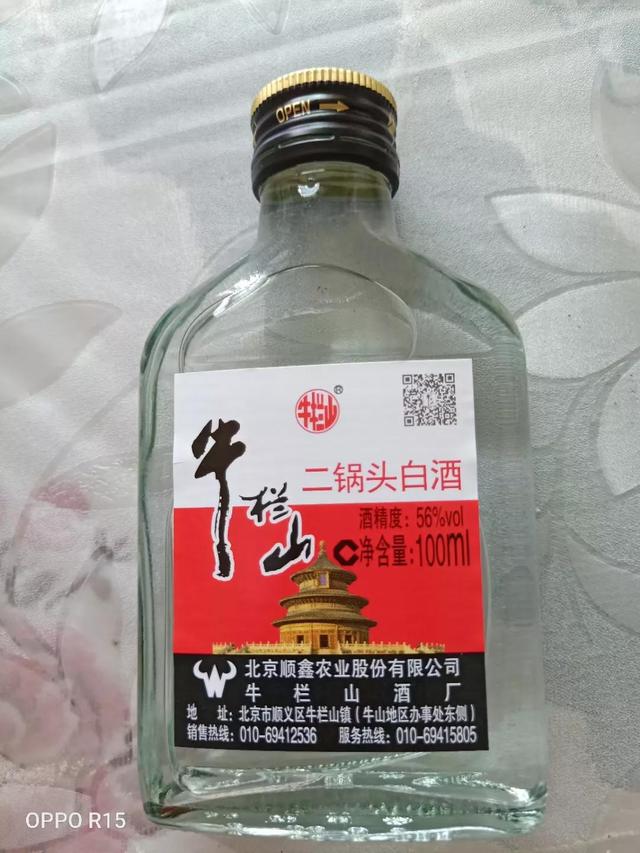 OPEN
牛栏山®
牛栏山
二锅头白酒
酒精度：56%vol
C净含量:100ml
北京顺鑫农业股份有限公司
牛栏山酒厂
地 址：北京市顺义区牛栏山镇（牛山地区办事处东侧）
销售热线：010-69412536 服务热线：010-69415805
OPPO R15